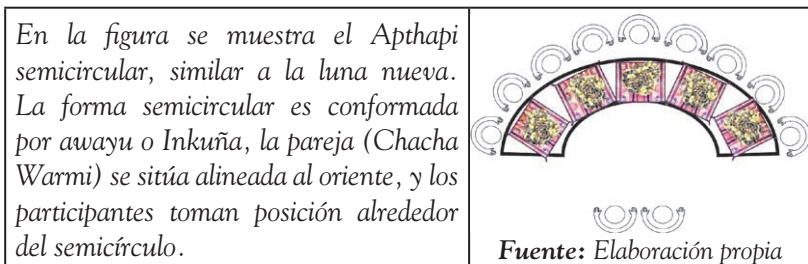 En la figura se muestra el Apthapi
semicircular, similar a la luna nueva.
La forma semicircular es conformada
por awayu o Inkuña, la pareja (Chacha
Warmi) se sitúa alineada al oriente, y los
participantes toman posición alrededor
del semicírculo.
Fuente: Elaboración propia